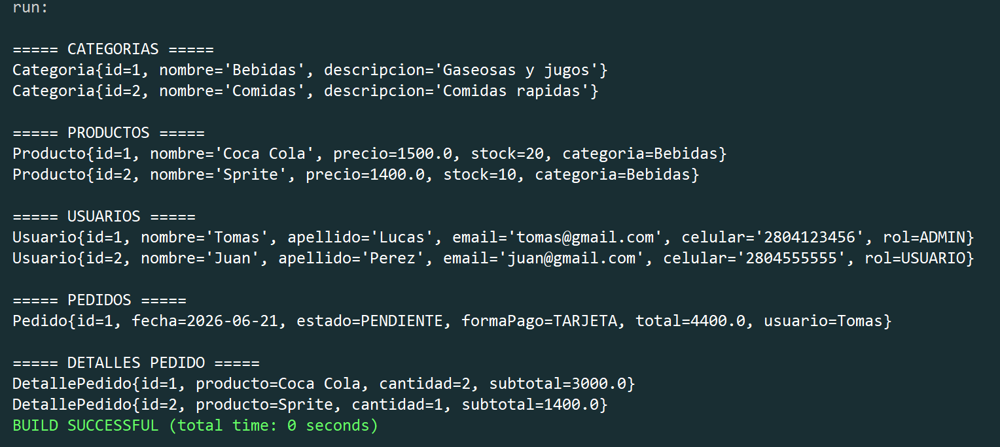 run:
===== CATEGORIAS =====
Categoria{id=1, nombre='Bebidas', descripcion='Gaseosas y jugos'}
Categoria{id=2, nombre='Comidas', descripcion='Comidas rapidas'}
===== PRODUCTOS =====
Producto{id=1, nombre='Coca Cola', precio=1500.0, stock=20, categoria=Bebidas}
Producto{id=2, nombre='Sprite', precio=1400.0, stock=10, categoria=Bebidas}
===== USUARIOS =====
Usuario{id=1, nombre='Tomas', apellido='Lucas', email='tomas@gmail.com', celular='2804123456', rol=ADMIN}
Usuario{id=2, nombre='Juan', apellido='Perez', email='juan@gmail.com', celular='2804555555', rol=USUARIO}
===== PEDIDOS =====
Pedido{id=1, fecha=2026-06-21, estado=PENDIENTE, formaPago=TARJETA, total=4400.0, usuario=Tomas}
===== DETALLES PEDIDO =====
DetallePedido{id=1, producto=Coca Cola, cantidad=2, subtotal=3000.0}
DetallePedido{id=2, producto=Sprite, cantidad=1, subtotal=1400.0}
BUILD SUCCESSFUL (total time: 0 seconds)